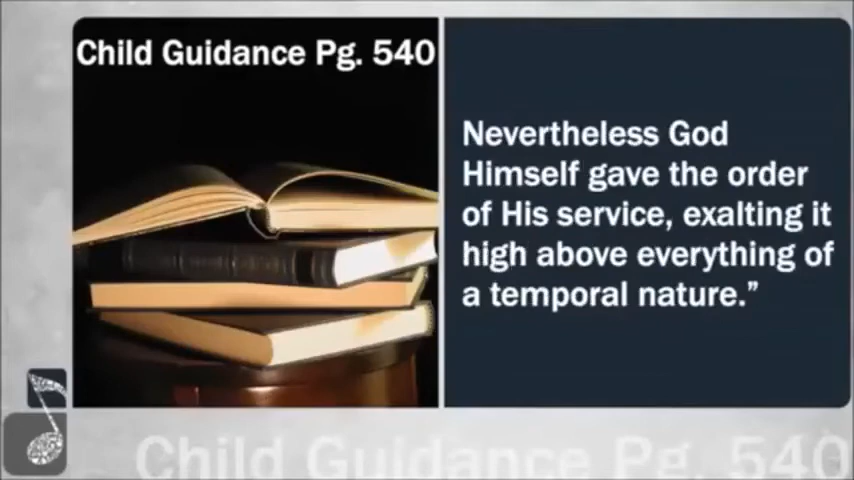 Child Guidance Pg. 540
Nevertheless God
Himself gave the order
of His service, exalting it
high above everything of
a temporal nature.”
Child Guidance Pg. 540